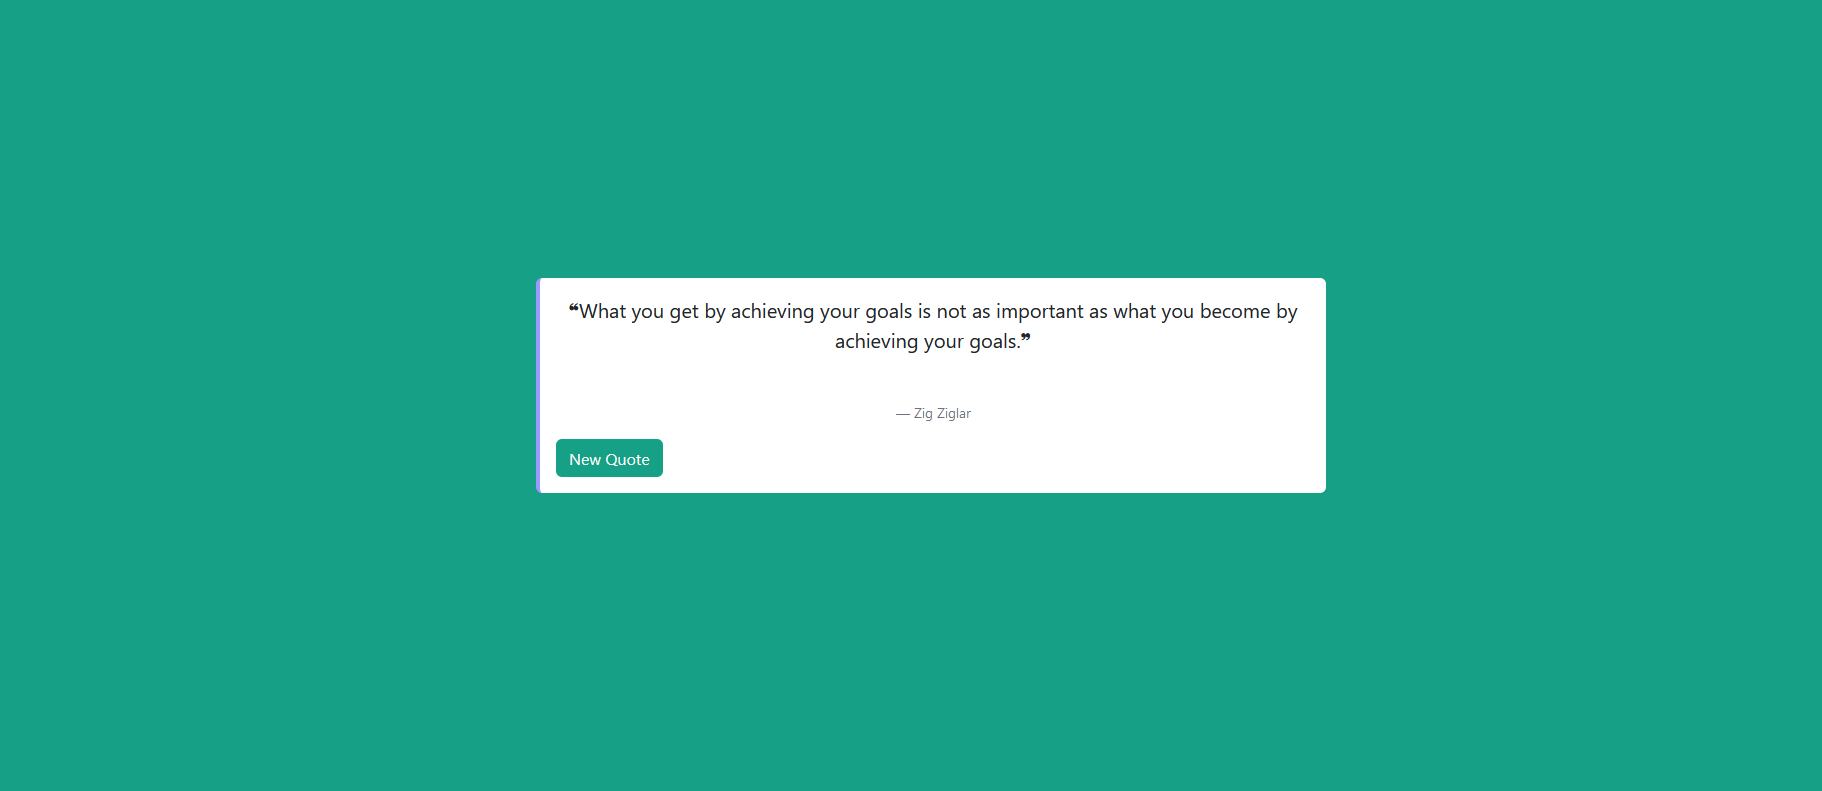 ❝What you get by achieving your goals is not as important as what you become by
achieving your goals.❞
— Zig Ziglar
New Quote